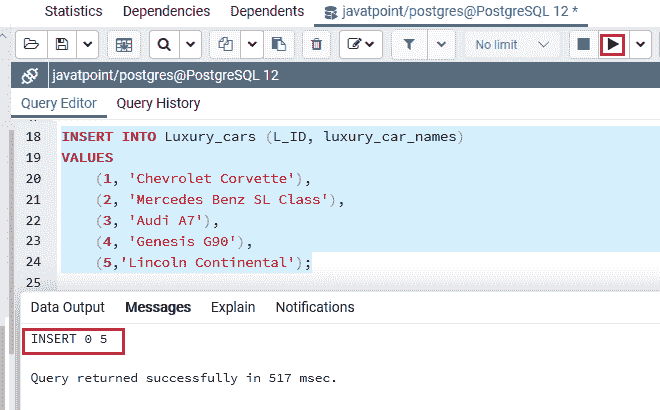 Statistics Dependencies Dependents javatpoint/postgres@PostgreSQL 12 *
No limit
javatpoint/postgres@PostgreSQL 12
Query Editor Query History
18 INSERT INTO Luxury_cars (L_ID, luxury_car_names)
19 VALUES
20 (1, 'Chevrolet Corvette'),
21 (2, 'Mercedes Benz SL Class'),
22 (3, 'Audi A7'),
23 (4, 'Genesis G90'),
24 (5,'Lincoln Continental');
25
Data Output Messages Explain Notifications
INSERT 0 5
Query returned successfully in 517 msec.